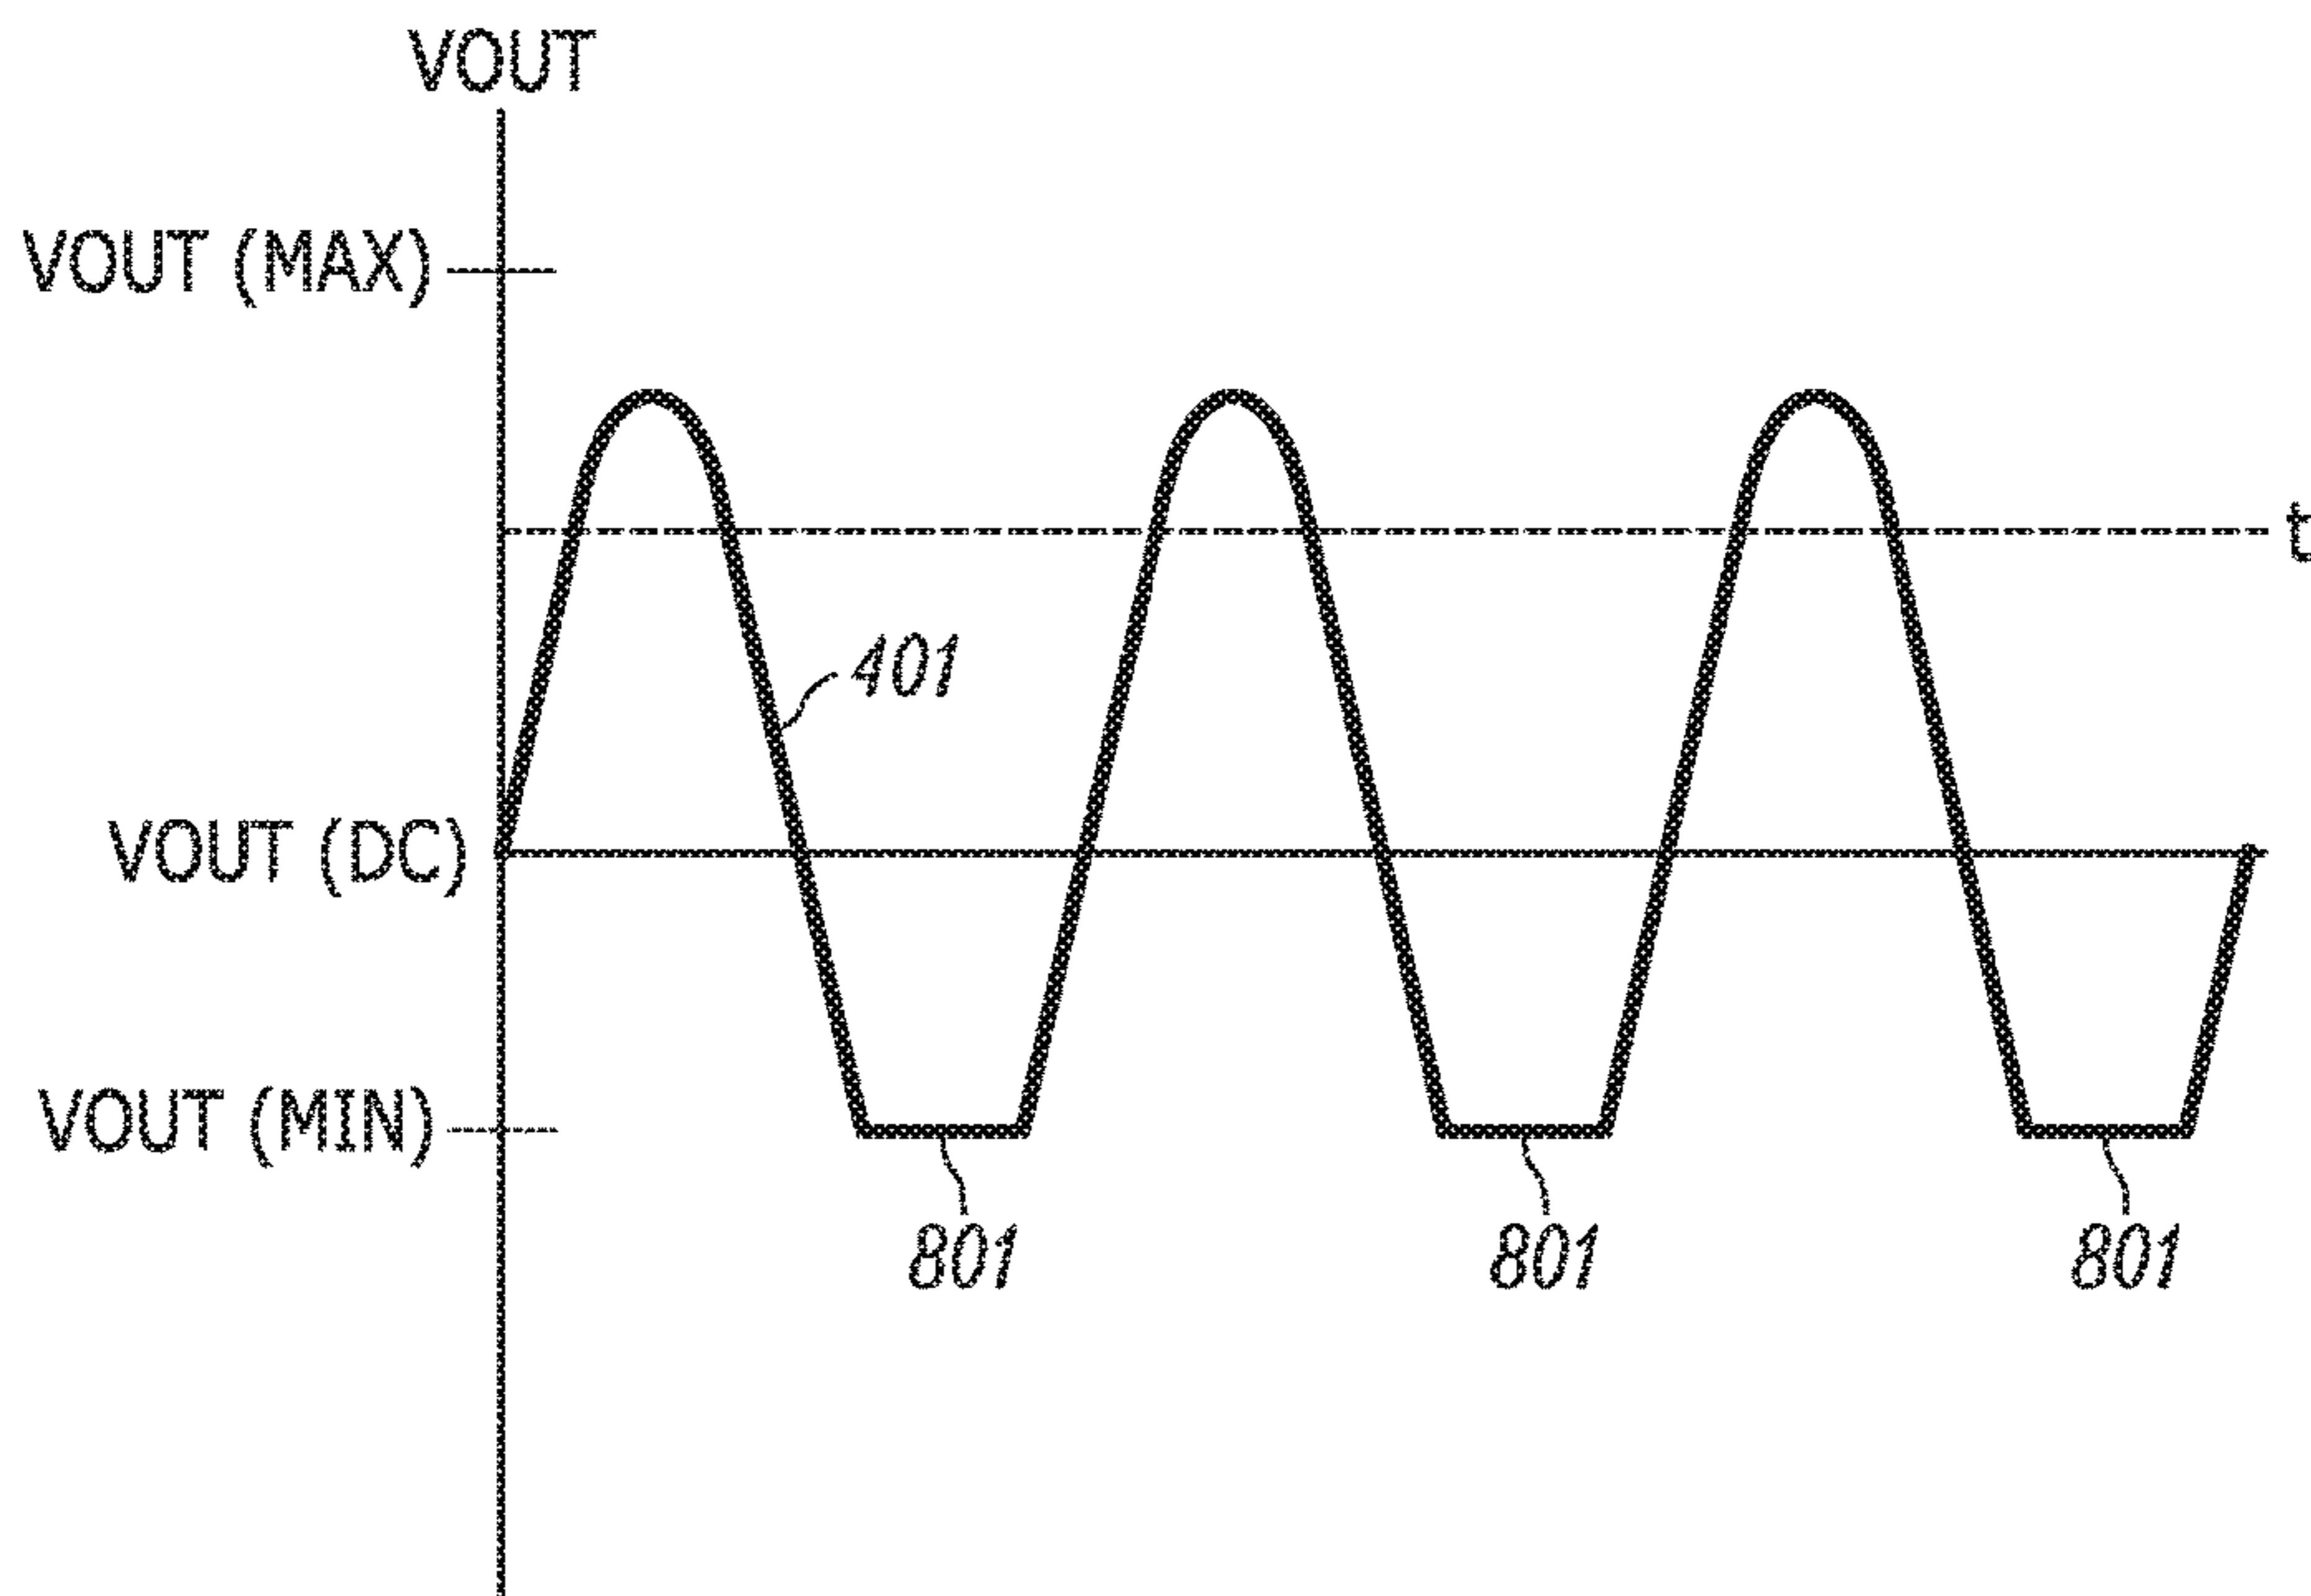 VOUT
VOUT (MAX)
t
401
VOUT (DC)
VOUT (MIN)
801 801 801